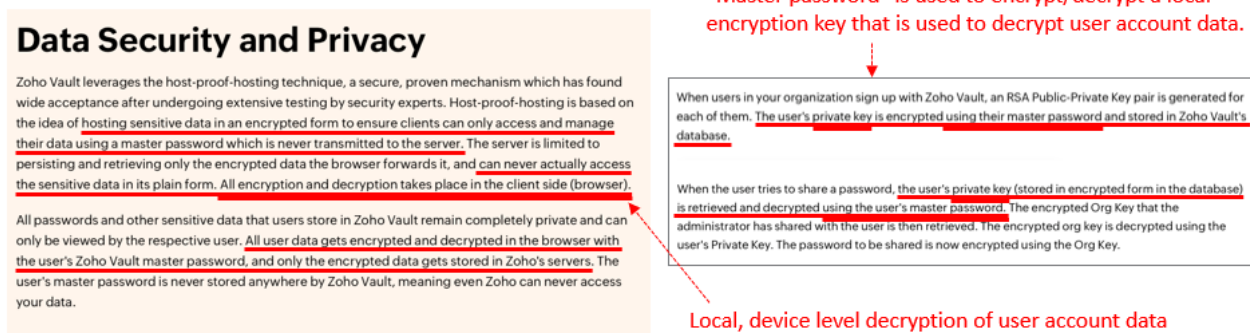 Data Security and Privacy
Zoho Vault leverages the host-proof-hosting technique, a secure, proven mechanism which has found
wide acceptance after undergoing extensive testing by security experts. Host-proof-hosting is based on
the idea of hosting sensitive data in an encrypted form to ensure clients can only access and manage
their data using a master password which is never transmitted to the server. The server is limited to
persisting and retrieving only the encrypted data the browser forwards it, and can never actually access
the sensitive data in its plain form. All encryption and decryption takes place in the client side (browser).
All passwords and other sensitive data that users store in Zoho Vault remain completely private and can
only be viewed by the respective user. All user data gets encrypted and decrypted in the browser with
the user's Zoho Vault master password, and only the encrypted data gets stored in Zoho's servers. The
user's master password is never stored anywhere by Zoho Vault, meaning even Zoho can never access
your data.
Master password" is used to encrypt/decrypt a local
encryption key that is used to decrypt user account data.
When users in your organization sign up with Zoho Vault, an RSA Public-Private Key pair is generated for
each of them. The user's private key is encrypted using their master password and stored in Zoho Vault's
database.
When the user tries to share a password, the user's private key (stored in encrypted form in the database)
is retrieved and decrypted using the user's master password. The encrypted Org Key that the
administrator has shared with the user is then retrieved. The encrypted org key is decrypted using the
user's Private Key. The password to be shared is now encrypted using the Org Key.
Local, device level decryption of user account data